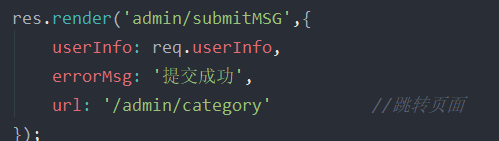 res.render('admin/submitMSG',{
    userInfo: req.userInfo,
    errorMsg: '提交成功',
    url: '/admin/category'          //跳转页面
});